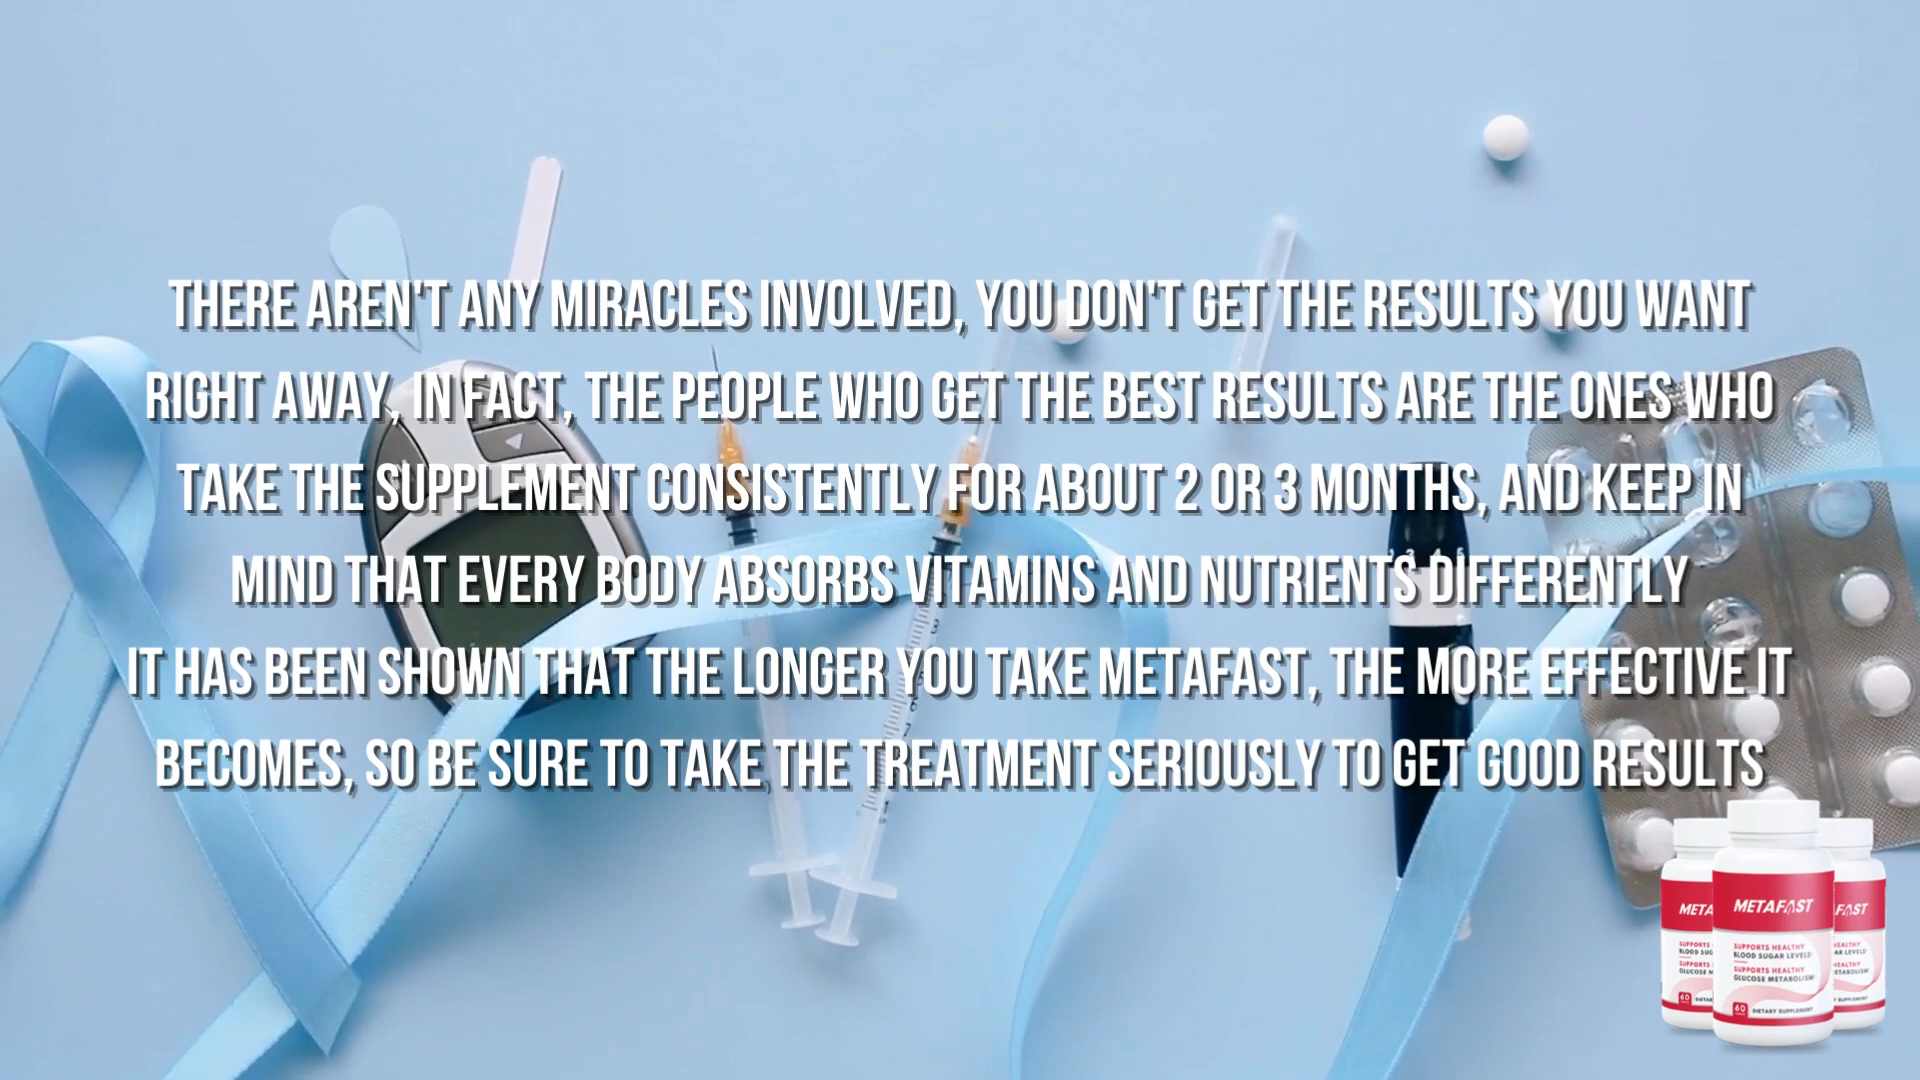 THERE AREN'T ANY MIRACLES INVOLVED, YOU DON'T GET THE RESULTS YOU WANT
RIGHT AWAY, IN FACT, THE PEOPLE WHO GET THE BEST RESULTS ARE THE ONES WHO
TAKE THE SUPPLEMENT CONSISTENTLY FOR ABOUT 2 OR 3 MONTHS, AND KEEP IN
MIND THAT EVERY BODY ABSORBS VITAMINS AND NUTRIENTS DIFFERENTLY
IT HAS BEEN SHOWN THAT THE LONGER YOU TAKE METAFAST, THE MORE EFFECTIVE IT
BECOMES, SO BE SURE TO TAKE THE TREATMENT SERIOUSLY TO GET GOOD RESULTS
METAFAST
SUPPORTS HEALTHY
BLOOD SUGAR LEVELS
SUPPORTS HEALTHY
GLUCOSE METABOLISM
60
DIETARY SUPPLEMENT